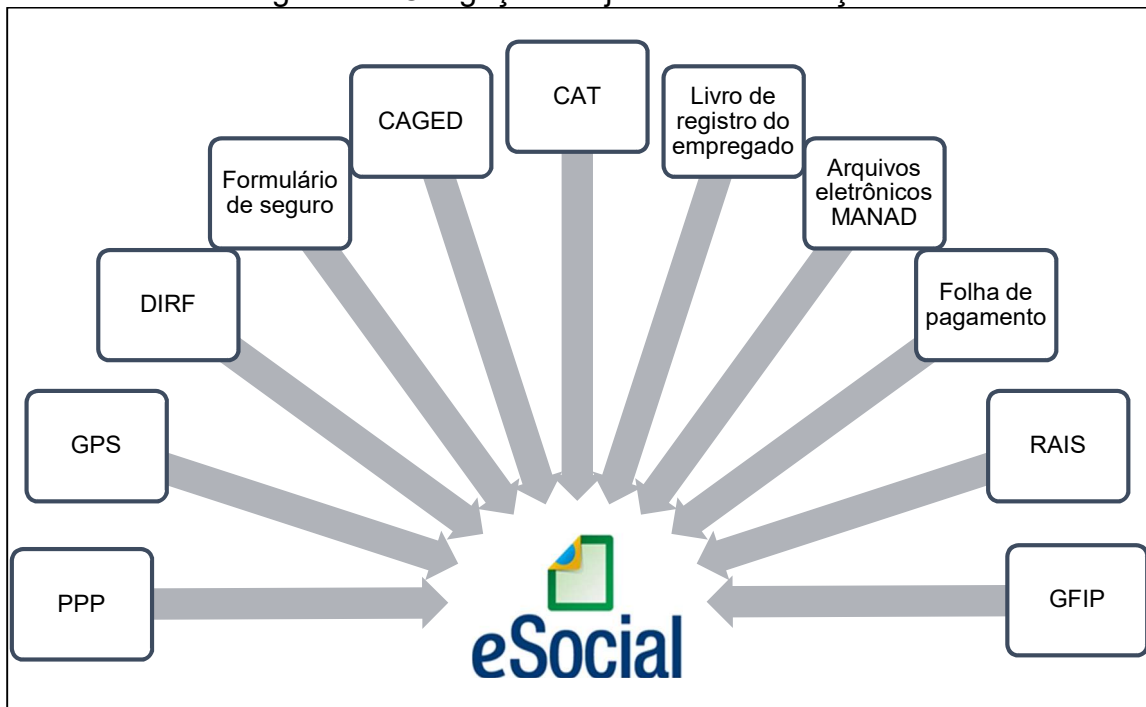 CAT
CAGED
Livro de
registro do
empregado
Formulário
de seguro
Arquivos
eletrônicos
MANAD
DIRF
Folha de
pagamento
GPS
RAIS
PPP
GFIP
eSocial